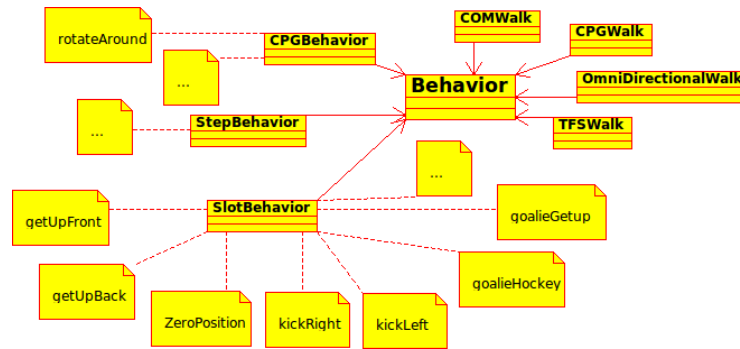 COMWalk
rotateAround
CPGBehavior
CPGWalk
...
Behavior
OmniDirectionalWalk
...
StepBehavior
TFSWalk
...
getUpFront
SlotBehavior
goalieGetup
getUpBack
ZeroPosition
kickRight
kickLeft
goalieHockey